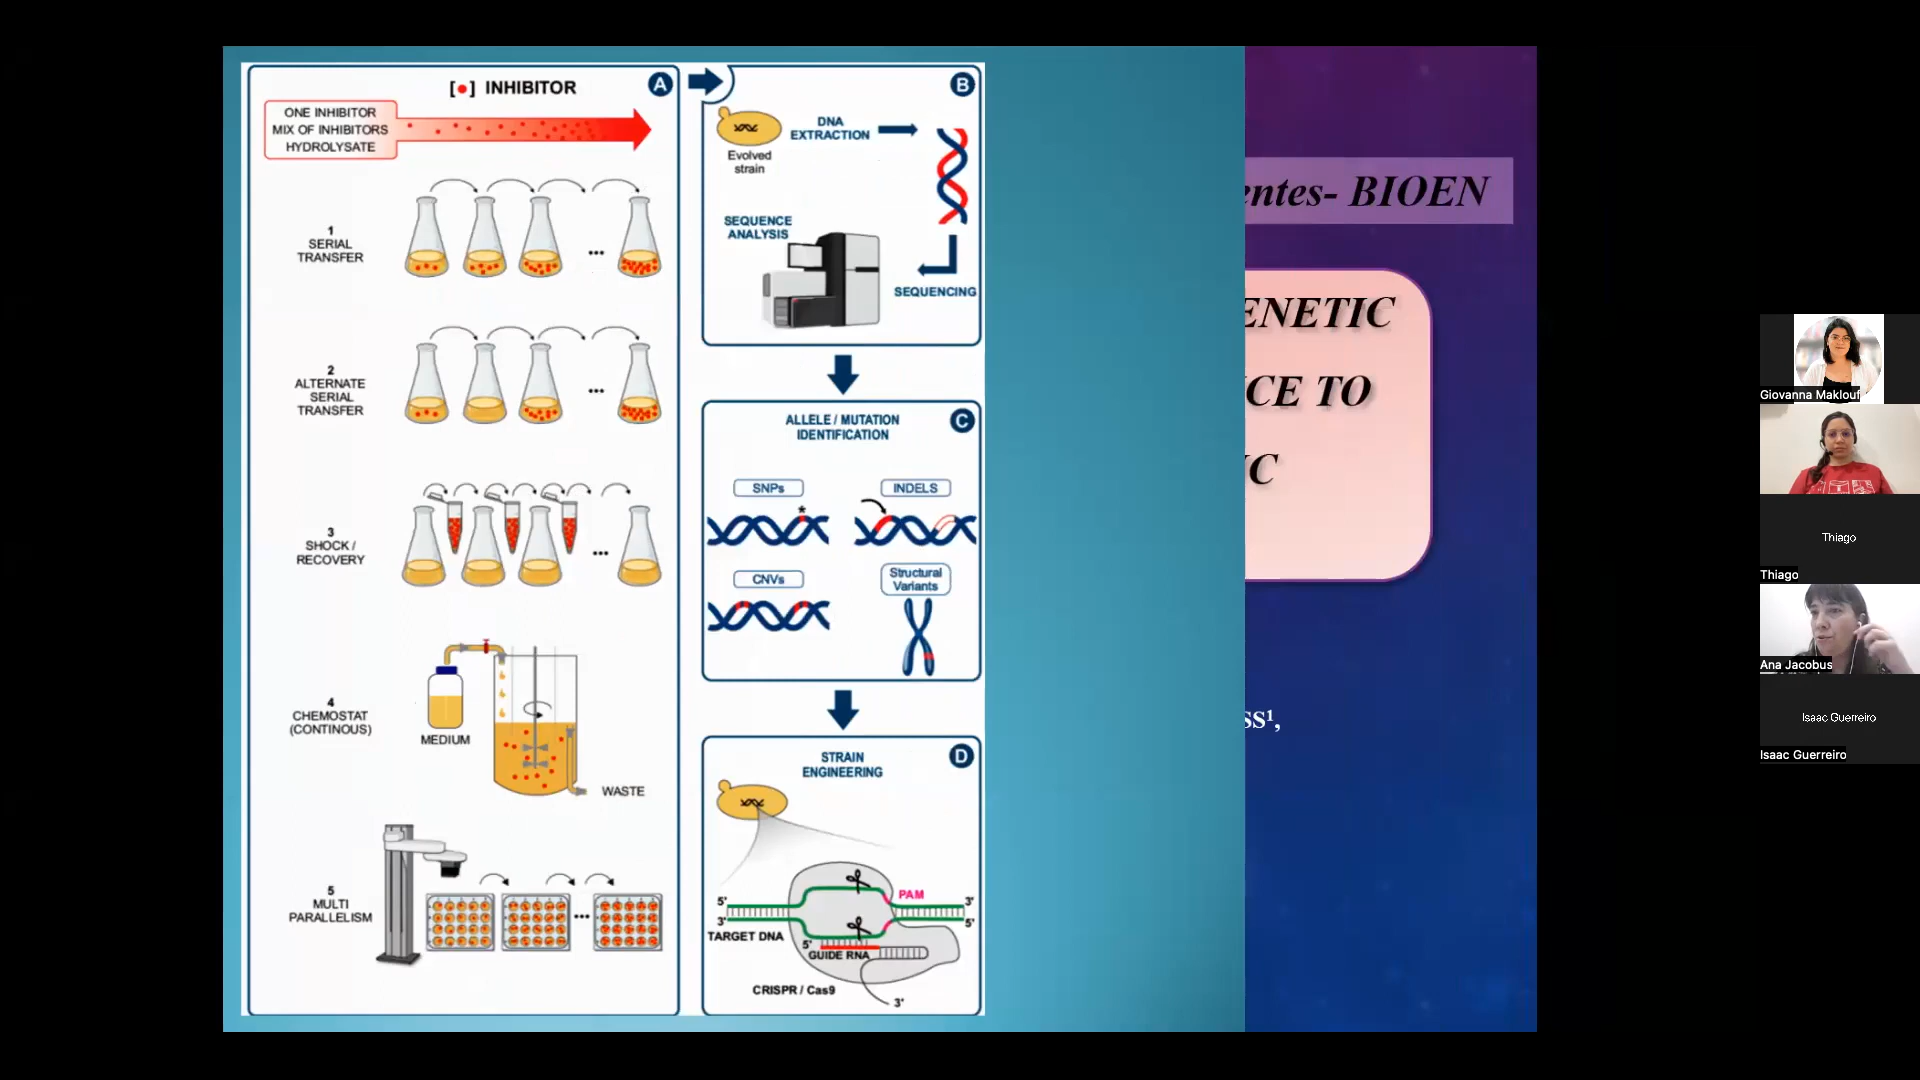 [•] INHIBITOR
A
ONE INHIBITOR
MIX OF INHIBITORS
HYDROLYSATE
1
SERIAL
TRANSFER
...
2
ALTERNATE
SERIAL
TRANSFER
...
3
SHOCK /
RECOVERY
...
4
CHEMOSTAT
(CONTINOUS)
MEDIUM
WASTE
5
MULTI
PARALLELISM
...
B
Evolved
strain
DNA
EXTRACTION
SEQUENCE
ANALYSIS
SEQUENCING
C
ALLELE / MUTATION
IDENTIFICATION
SNPs
*
INDELS
CNVs
Structural
Variants
D
STRAIN
ENGINEERING
PAM
5'
3'
3'
5'
TARGET DNA
5'
GUIDE RNA
CRISPR / Cas9
3'
entes- BIOEN
ENETIC
CE TO
IC
SS¹,
Giovanna Maklouf
Thiago
Thiago
Ana Jacobus
Isaac Guerreiro
Isaac Guerreiro